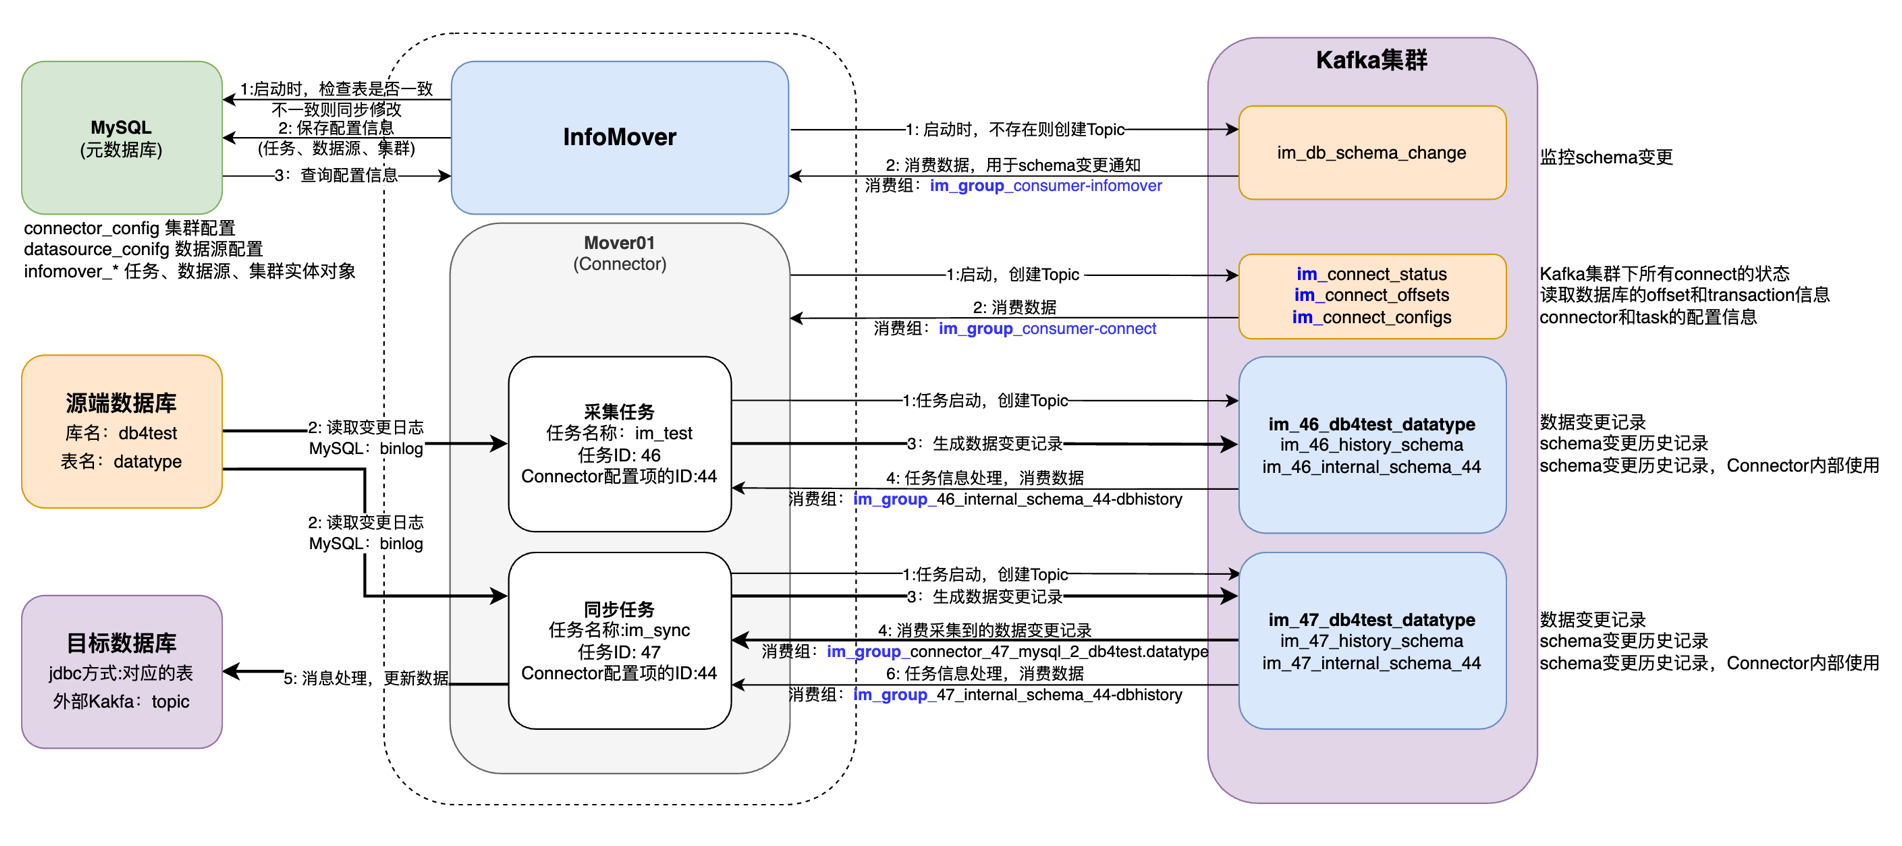 MySQL
(元数据库)
connector_config 集群配置
datasource_conifg 数据源配置
infomover_* 任务、数据源、集群实体对象
1:启动时，检查表是否一致
不一致则同步修改
2: 保存配置信息
(任务、数据源、集群)
3：查询配置信息
InfoMover
1: 启动时，不存在则创建Topic
2: 消费数据，用于schema变更通知
消费组：im_group_consumer-infomover
Kafka集群
im_db_schema_change
监控schema变更
Mover01
(Connector)
1:启动，创建Topic
2: 消费数据
消费组：im_group_consumer-connect
im_connect_status
im_connect_offsets
im_connect_configs
Kafka集群下所有connect的状态
读取数据库的offset和transaction信息
connector和task的配置信息
源端数据库
库名：db4test
表名：datatype
2: 读取变更日志
MySQL：binlog
2: 读取变更日志
MySQL：binlog
采集任务
任务名称：im_test
任务ID: 46
Connector配置项的ID:44
1:任务启动，创建Topic
3：生成数据变更记录
4: 任务信息处理，消费数据
消费组：im_group_46_internal_schema_44-dbhistory
im_46_db4test_datatype
im_46_history_schema
im_46_internal_schema_44
数据变更记录
schema变更历史记录
schema变更历史记录，Connector内部使用
目标数据库
jdbc方式:对应的表
外部Kakfa：topic
5: 消息处理，更新数据
同步任务
任务名称:im_sync
任务ID: 47
Connector配置项的ID:44
1:任务启动，创建Topic
3：生成数据变更记录
4: 消费采集到的数据变更记录
消费组：im_group_connector_47_mysql_2_db4test.datatype
6: 任务信息处理，消费数据
消费组：im_group_47_internal_schema_44-dbhistory
im_47_db4test_datatype
im_47_history_schema
im_47_internal_schema_44
数据变更记录
schema变更历史记录
schema变更历史记录，Connector内部使用